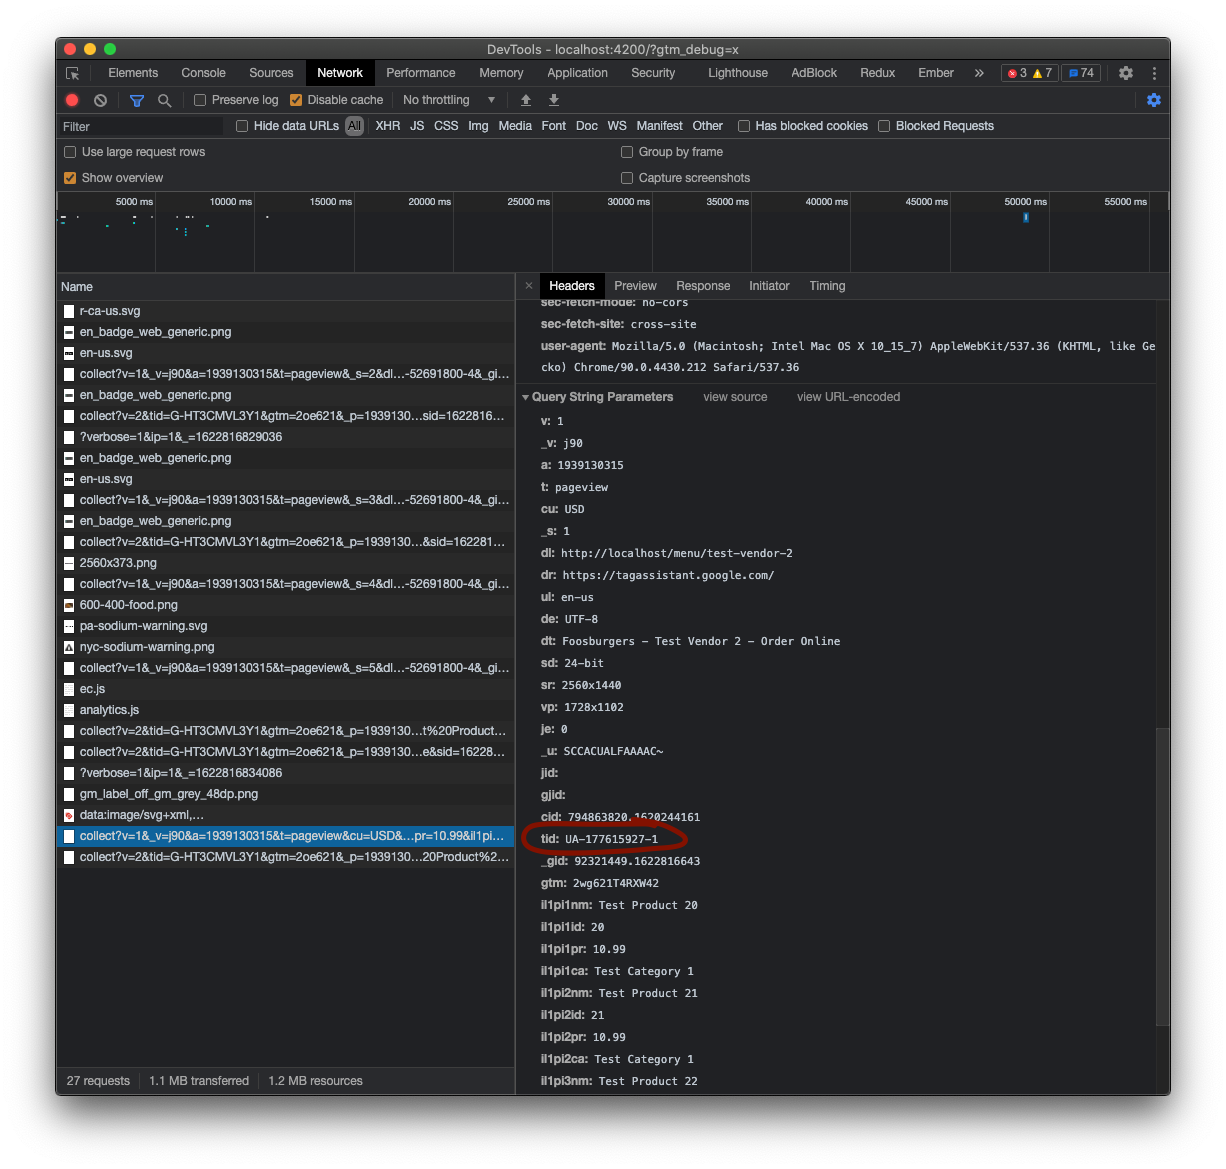 DevTools - localhost:4200/?gtm_debug=x
Elements Console Sources Network Performance Memory Application Security Lighthouse AdBlock Redux Ember » 3 7 74
Preserve log Disable cache No throttling
Filter Hide data URLs All XHR JS CSS Img Media Font Doc WS Manifest Other Has blocked cookies Blocked Requests
Use large request rows Group by frame
Show overview Capture screenshots
5000 ms 10000 ms 15000 ms 20000 ms 25000 ms 30000 ms 35000 ms 40000 ms 45000 ms 50000 ms 55000 ms
Name
r-ca-us.svg
en_badge_web_generic.png
en-us.svg
collect?v=1&_v=j90&a=1939130315&t=pageview&_s=2&dl…-52691800-4&_gi…
en_badge_web_generic.png
collect?v=2&tid=G-HT3CMVL3Y1&gtm=2oe621&_p=1939130…sid=1622816…
?verbose=1&ip=1&_=1622816829036
en_badge_web_generic.png
en-us.svg
collect?v=1&_v=j90&a=1939130315&t=pageview&_s=3&dl…-52691800-4&_gi…
en_badge_web_generic.png
collect?v=2&tid=G-HT3CMVL3Y1&gtm=2oe621&_p=1939130…&sid=162281…
2560x373.png
collect?v=1&_v=j90&a=1939130315&t=pageview&_s=4&dl…-52691800-4&_gi…
600-400-food.png
pa-sodium-warning.svg
nyc-sodium-warning.png
collect?v=1&_v=j90&a=1939130315&t=pageview&_s=5&dl…-52691800-4&_gi…
ec.js
analytics.js
collect?v=2&tid=G-HT3CMVL3Y1&gtm=2oe621&_p=1939130…t%20Product…
collect?v=2&tid=G-HT3CMVL3Y1&gtm=2oe621&_p=1939130…e&sid=16228…
?verbose=1&ip=1&_=1622816834086
gm_label_off_gm_grey_48dp.png
data:image/svg+xml,…
collect?v=1&_v=j90&a=1939130315&t=pageview&cu=USD&…pr=10.99&il1pi…
collect?v=2&tid=G-HT3CMVL3Y1&gtm=2oe621&_p=1939130…20Product%2…
27 requests 1.1 MB transferred 1.2 MB resources
× Headers Preview Response Initiator Timing
sec-fetch-mode: no-cors
sec-fetch-site: cross-site
user-agent: Mozilla/5.0 (Macintosh; Intel Mac OS X 10_15_7) AppleWebKit/537.36 (KHTML, like Ge
cko) Chrome/90.0.4430.212 Safari/537.36
Query String Parameters view source view URL-encoded
v: 1
_v: j90
a: 1939130315
t: pageview
cu: USD
_s: 1
dl: http://localhost/menu/test-vendor-2
dr: https://tagassistant.google.com/
ul: en-us
de: UTF-8
dt: Foosburgers - Test Vendor 2 - Order Online
sd: 24-bit
sr: 2560x1440
vp: 1728x1102
je: 0
_u: SCCACUALFAAAAC~
jid:
gjid:
cid: 794863820.1620244161
tid: UA-177615927-1
_gid: 92321449.1622816643
gtm: 2wg621T4RXW42
il1pi1nm: Test Product 20
il1pi1id: 20
il1pi1pr: 10.99
il1pi1ca: Test Category 1
il1pi2nm: Test Product 21
il1pi2id: 21
il1pi2pr: 10.99
il1pi2ca: Test Category 1
il1pi3nm: Test Product 22